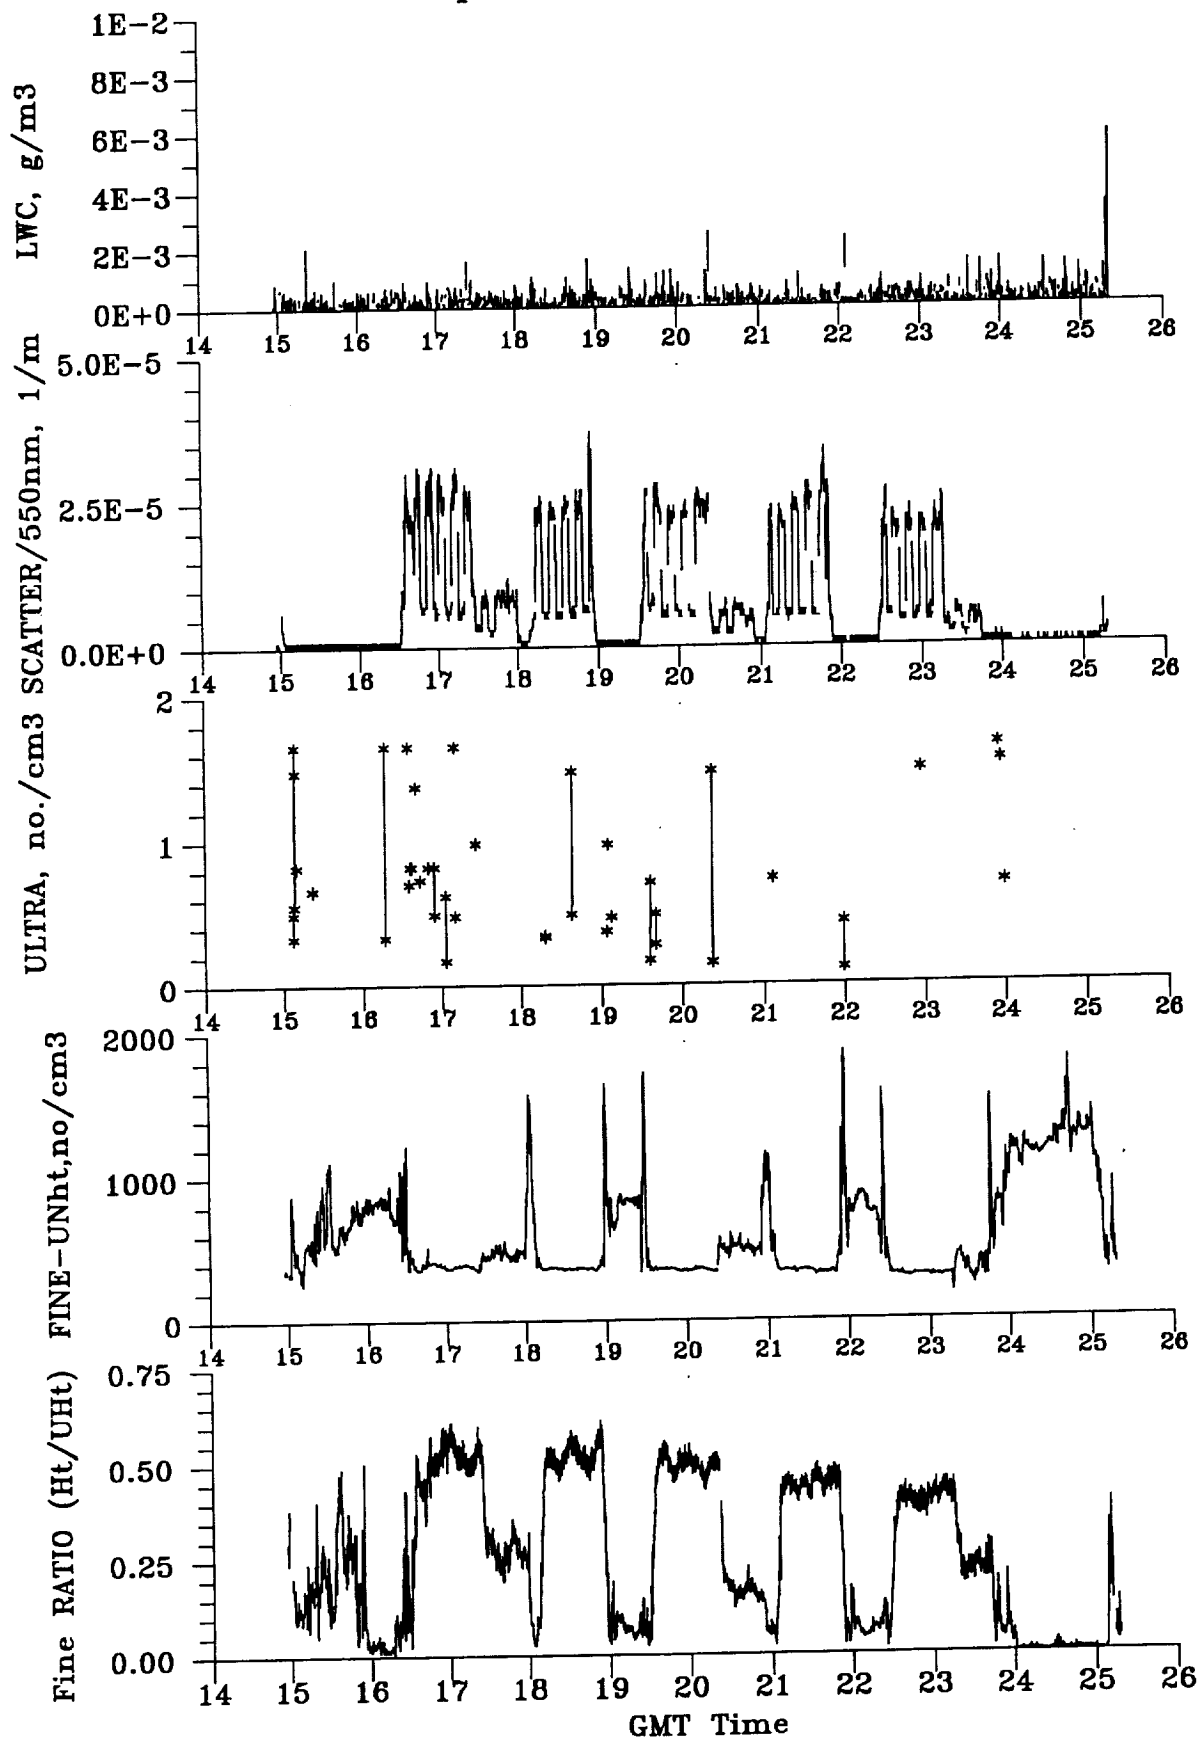 1E-2
8E-3
6E-3
4E-3
2E-3
0E+0
LWC, g/m3
14 15 16 17 18 19 20 21 22 23 24 25 26
5.0E-5
2.5E-5
0.0E+0
SCATTER/550nm, 1/m
14 15 16 17 18 19 20 21 22 23 24 25 26
2
1
0
ULTRA, no./cm3
14 15 16 17 18 19 20 21 22 23 24 25 26
2000
1000
0
FINE-UNht,no/cm3
14 15 16 17 18 19 20 21 22 23 24 25 26
0.75
0.50
0.25
0.00
Fine RATIO (Ht/UHt)
14 15 16 17 18 19 20 21 22 23 24 25 26
GMT Time